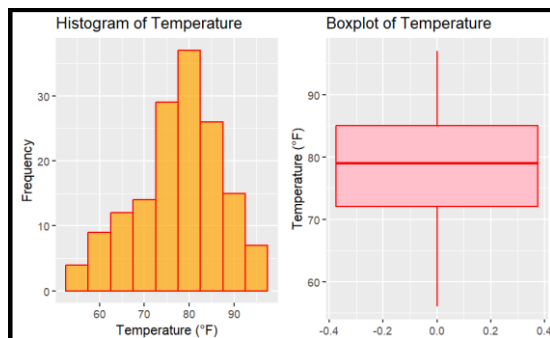 Histogram of Temperature
Frequency
30
20
10
0
60 70 80 90
Temperature (°F)
Boxplot of Temperature
Temperature (°F)
90
80
70
60
-0.4 -0.2 0.0 0.2 0.4